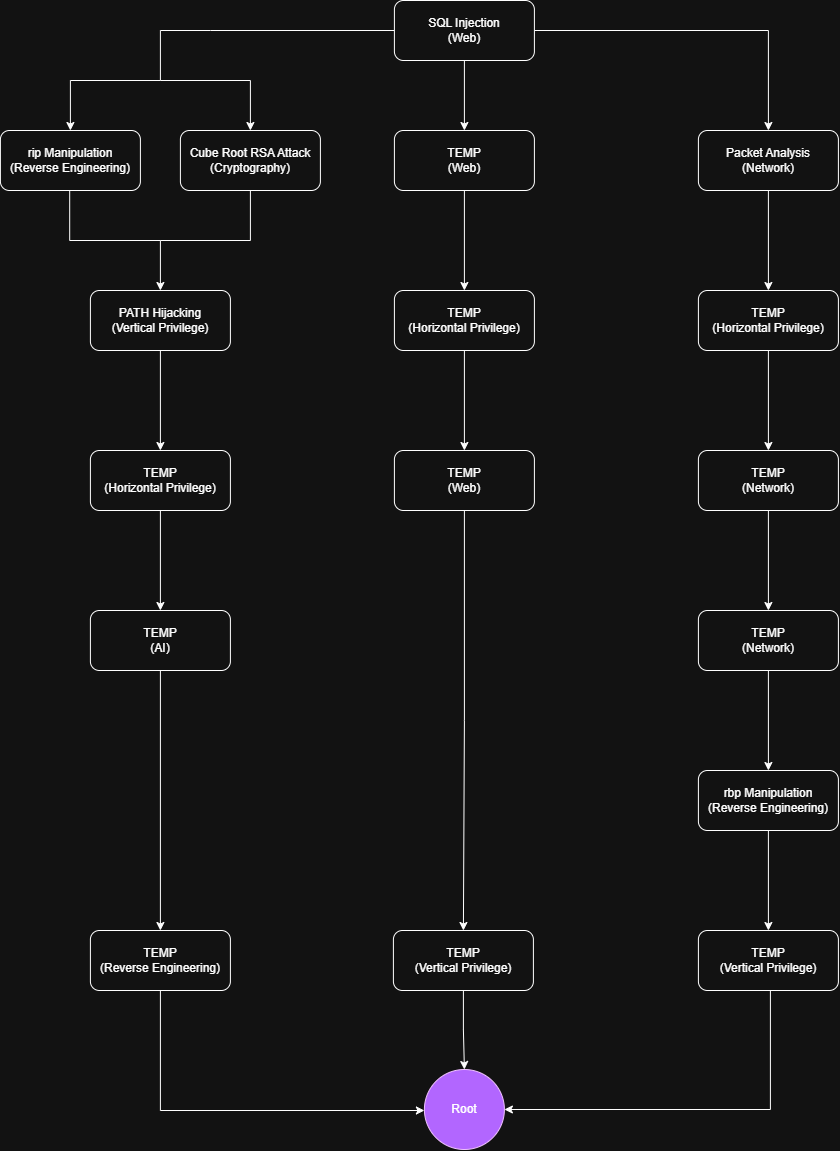 SQL Injection
(Web)
rip Manipulation
(Reverse Engineering)
Cube Root RSA Attack
(Cryptography)
TEMP
(Web)
Packet Analysis
(Network)
PATH Hijacking
(Vertical Privilege)
TEMP
(Horizontal Privilege)
TEMP
(Horizontal Privilege)
TEMP
(Horizontal Privilege)
TEMP
(Web)
TEMP
(Network)
TEMP
(AI)
TEMP
(Network)
rbp Manipulation
(Reverse Engineering)
TEMP
(Reverse Engineering)
TEMP
(Vertical Privilege)
TEMP
(Vertical Privilege)
Root